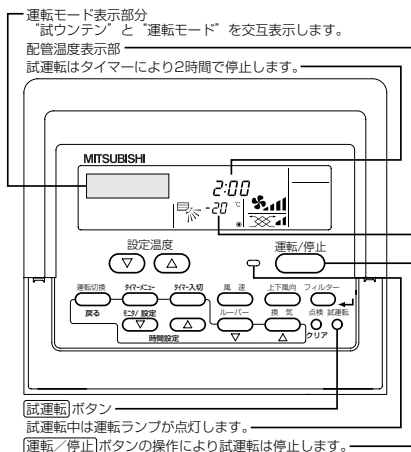 運転モード表示部分
“試ウンテン”と“運転モード”を交互表示します。
配管温度表示部
試運転はタイマーにより2時間で停止します。
MITSUBISHI
2:00
-20 ℃
設定温度
運転/停止
運転切換 タイマーメニュー タイマー入切 風速 上下風向 フィルター
戻る モニタ/設定 ルーバー 換気 点検 試運転
時間設定 クリア
試運転ボタン
試運転中は運転ランプが点灯します。
運転／停止ボタンの操作により試運転は停止します。